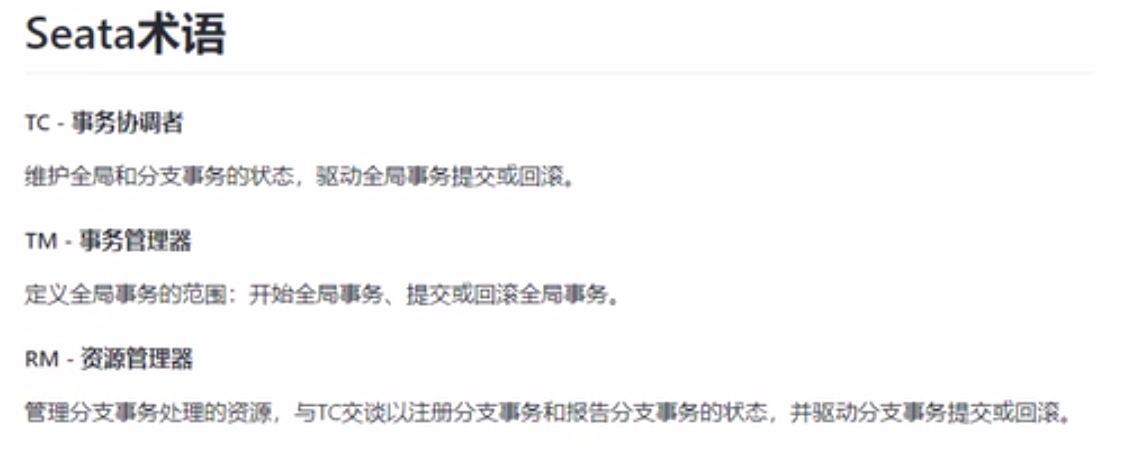 Seata术语
TC - 事务协调者
维护全局和分支事务的状态，驱动全局事务提交或回滚。
TM - 事务管理器
定义全局事务的范围：开始全局事务、提交或回滚全局事务。
RM - 资源管理器
管理分支事务处理的资源，与TC交谈以注册分支事务和报告分支事务的状态，并驱动分支事务提交或回滚。